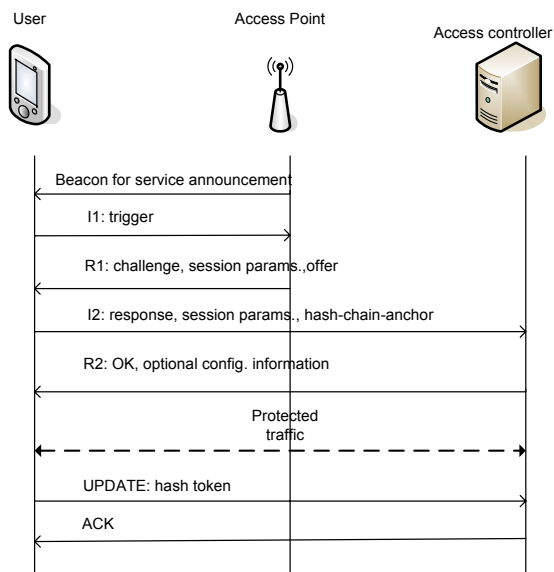 User
Access Point
Access controller
Beacon for service announcement
I1: trigger
R1: challenge, session params.,offer
I2: response, session params., hash-chain-anchor
R2: OK, optional config. information
Protected
traffic
UPDATE: hash token
ACK